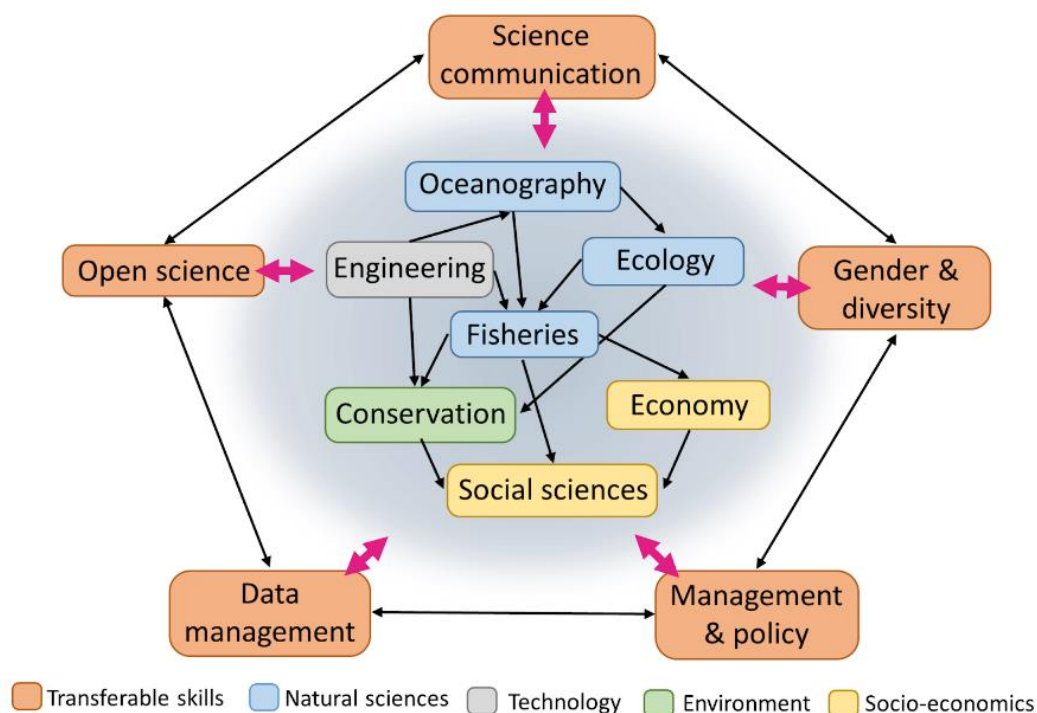 Science
communication
Oceanography
Open science
Engineering
Ecology
Gender &
diversity
Fisheries
Conservation
Economy
Social sciences
Data
management
Management
& policy
Transferable skills
Natural sciences
Technology
Environment
Socio-economics